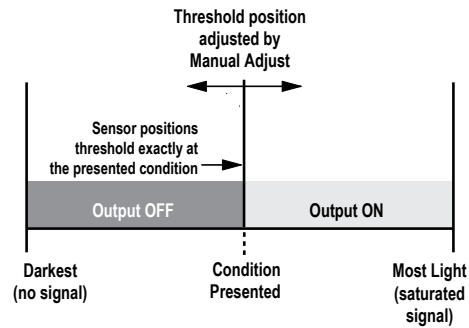 Threshold position
adjusted by
Manual Adjust
Sensor positions
threshold exactly at
the presented condition
Output OFF
Output ON
Darkest
(no signal)
Condition
Presented
Most Light
(saturated
signal)